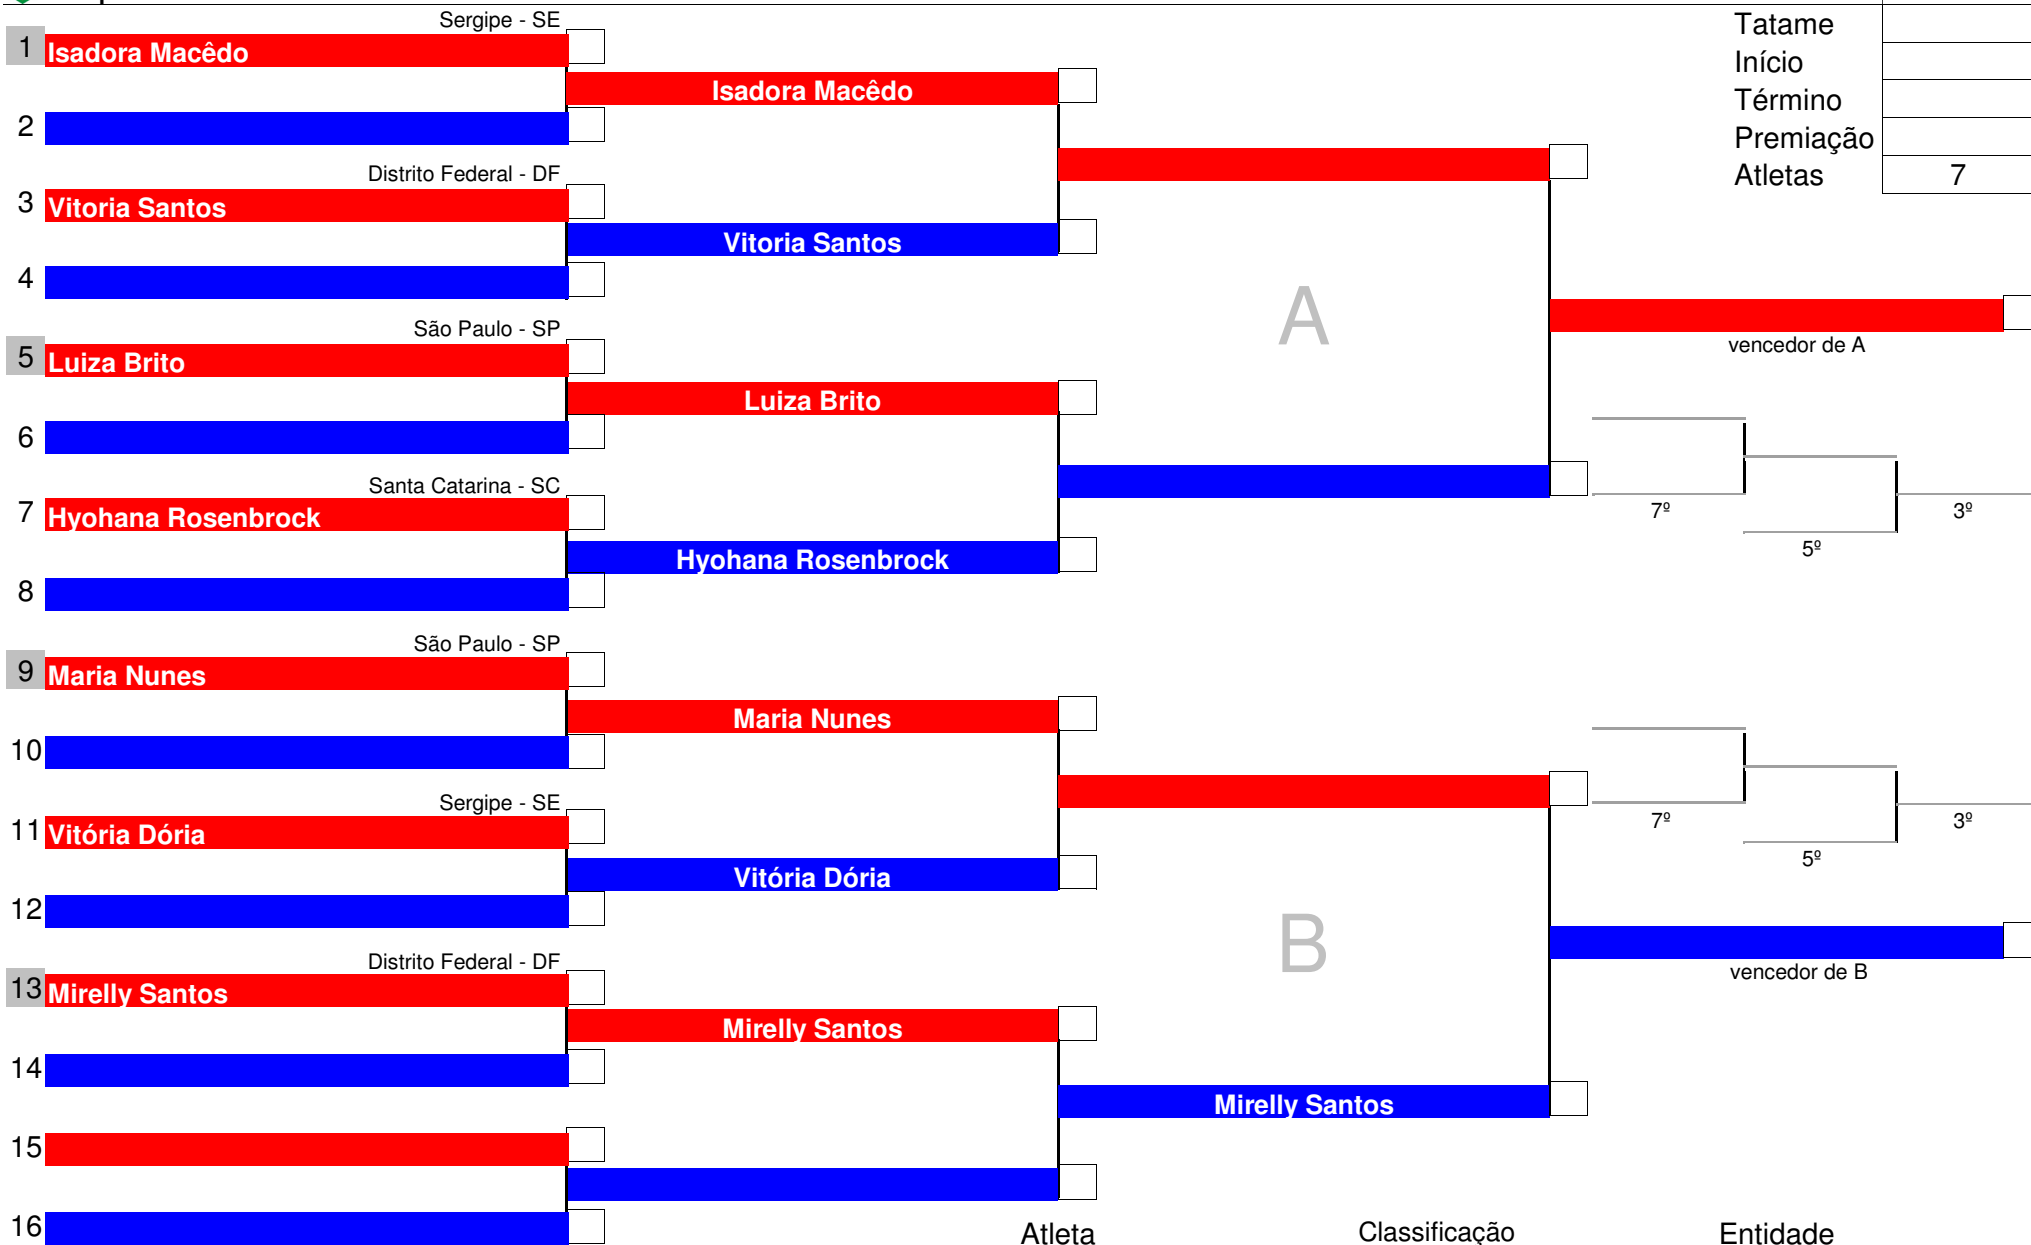 Sergipe - SE
Tatame
1 Isadora Macêdo
Início
Isadora Macêdo
Término
2
Premiação
Distrito Federal - DF
Atletas 7
3 Vitoria Santos
Vitoria Santos
4
A
São Paulo - SP
vencedor de A
5 Luiza Brito
Luiza Brito
6
Santa Catarina - SC
7 Hyohana Rosenbrock
7º 3º
5º
Hyohana Rosenbrock
8
São Paulo - SP
9 Maria Nunes
Maria Nunes
10
Sergipe - SE
7º 3º
11 Vitória Dória
5º
Vitória Dória
12
B
Distrito Federal - DF
vencedor de B
13 Mirelly Santos
Mirelly Santos
14
Mirelly Santos
15
16
Atleta Classificação Entidade